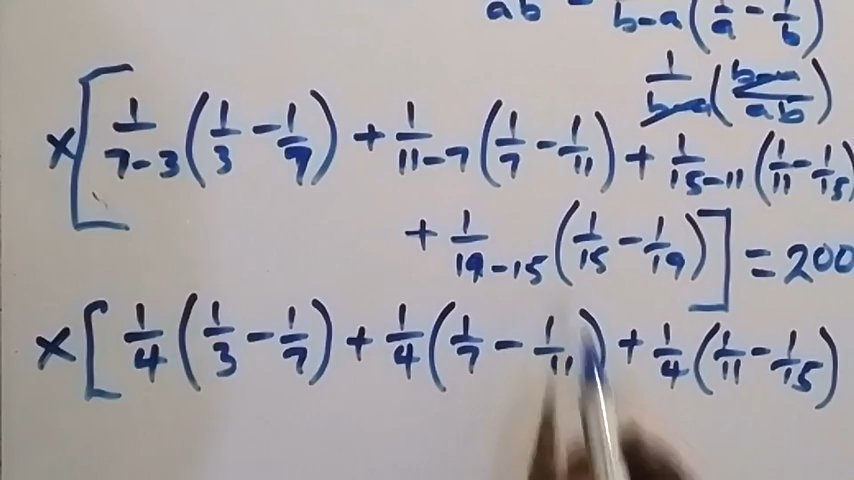 ab = 1/b-a (1/a - 1/b)
1/b-a (b-a/ab)
x[ 1/7-3 (1/3 - 1/7) + 1/11-7 (1/7 - 1/11) + 1/15-11 (1/11 - 1/15)
+ 1/19-15 (1/15 - 1/19) ] = 200
x[ 1/4 (1/3 - 1/7) + 1/4 (1/7 - 1/11) + 1/4 (1/11 - 1/15)